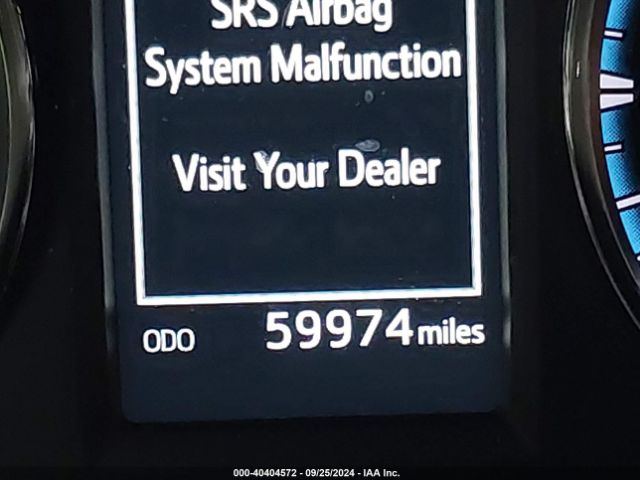 SRS Airbag
System Malfunction
Visit Your Dealer
ODO 59974 miles
000-40404572 - 09/25/2024 - IAA Inc.